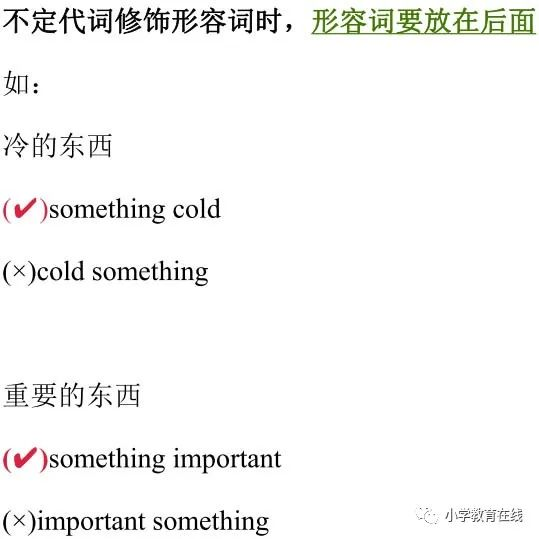 不定代词修饰形容词时，形容词要放在后面
如：
冷的东西
(✔)something cold
(×)cold something
重要的东西
(✔)something important
(×)important something
小学教育在线